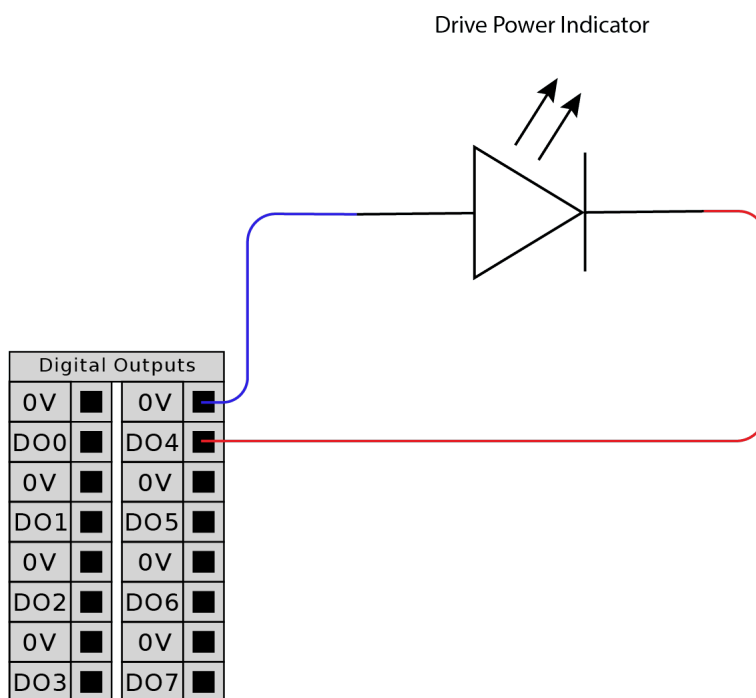 Drive Power Indicator
Digital Outputs
0V 0V
DO0 DO4
0V 0V
DO1 DO5
0V 0V
DO2 DO6
0V 0V
DO3 DO7